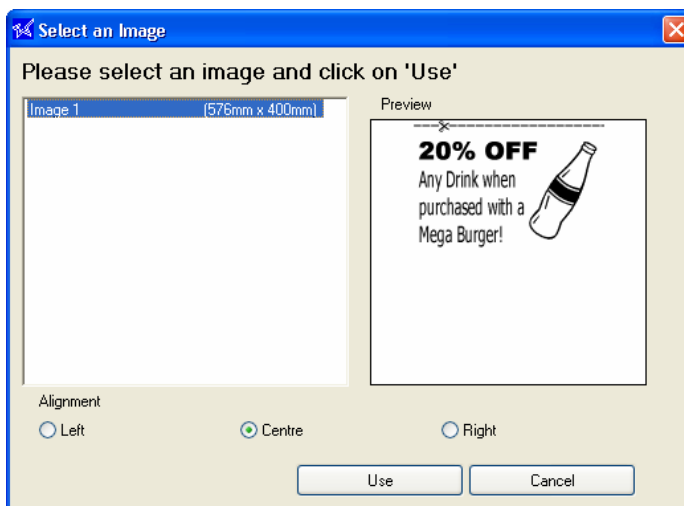 Select an Image
Please select an image and click on 'Use'
Image 1 (576mm x 400mm)
Preview
20% OFF
Any Drink when
purchased with a
Mega Burger!
Alignment
Left
Centre
Right
Use
Cancel